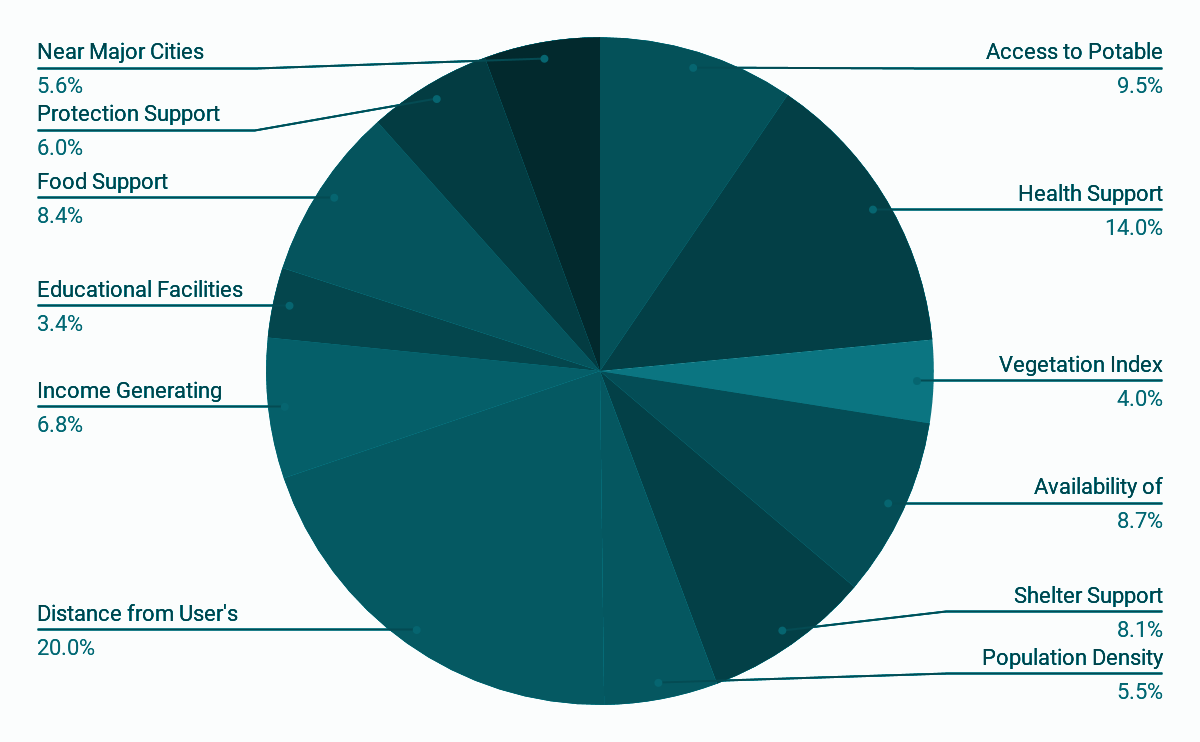 Near Major Cities
5.6%
Protection Support
6.0%
Food Support
8.4%
Educational Facilities
3.4%
Income Generating
6.8%
Distance from User's
20.0%
Access to Potable
9.5%
Health Support
14.0%
Vegetation Index
4.0%
Availability of
8.7%
Shelter Support
8.1%
Population Density
5.5%